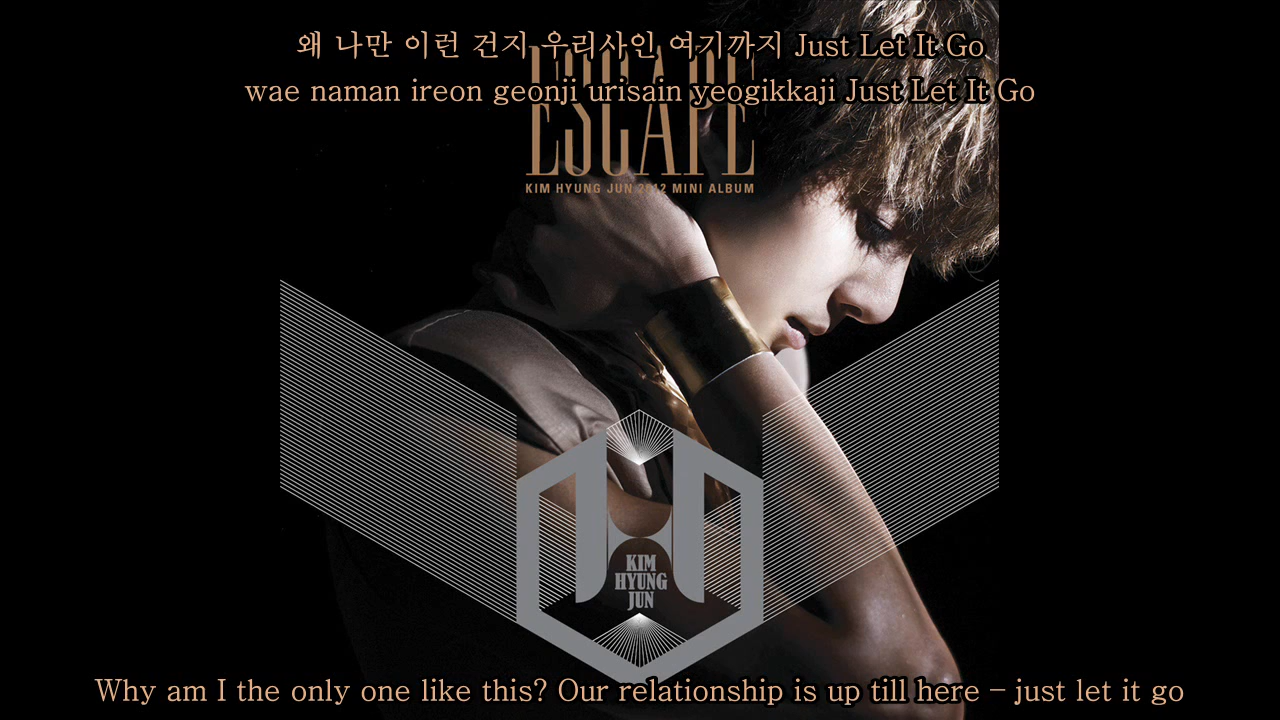 왜 나만 이런 건지 우리사인 여기까지 Just Let It Go
wae naman ireon geonji urisain yeogikkaji Just Let It Go
ESCAPE
KIM HYUNG JUN 2012 MINI ALBUM
KIM
HYUNG
JUN
Why am I the only one like this? Our relationship is up till here – just let it go